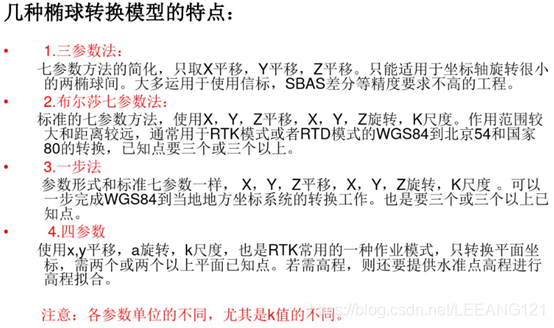 几种椭球转换模型的特点：
• 1.三参数法：
七参数方法的简化，只取X平移，Y平移，Z平移。只能适用于坐标轴旋转很小
的两椭球间。大多运用于使用信标，SBAS差分等精度要求不高的工程。
• 2.布尔莎七参数法：
标准的七参数方法，使用X，Y，Z平移，X，Y，Z旋转，K尺度。作用范围较
大和距离较远，通常用于RTK模式或者RTD模式的WGS84到北京54和国家
80的转换，已知点要三个或三个以上。
• 3.一步法
参数形式和标准七参数一样， X，Y，Z平移，X，Y，Z旋转，K尺度 。可以
一步完成WGS84到当地地方坐标系统的转换工作。也是要三个或三个以上已
知点。
• 4.四参数
使用x,y平移，a旋转，k尺度，也是RTK常用的一种作业模式，只转换平面坐
标，需两个或两个以上平面已知点。若需高程，则还要提供水准点高程进行
高程拟合。
注意：各参数单位的不同，尤其是k值的不同。
https://blog.csdn.net/LEEANG121